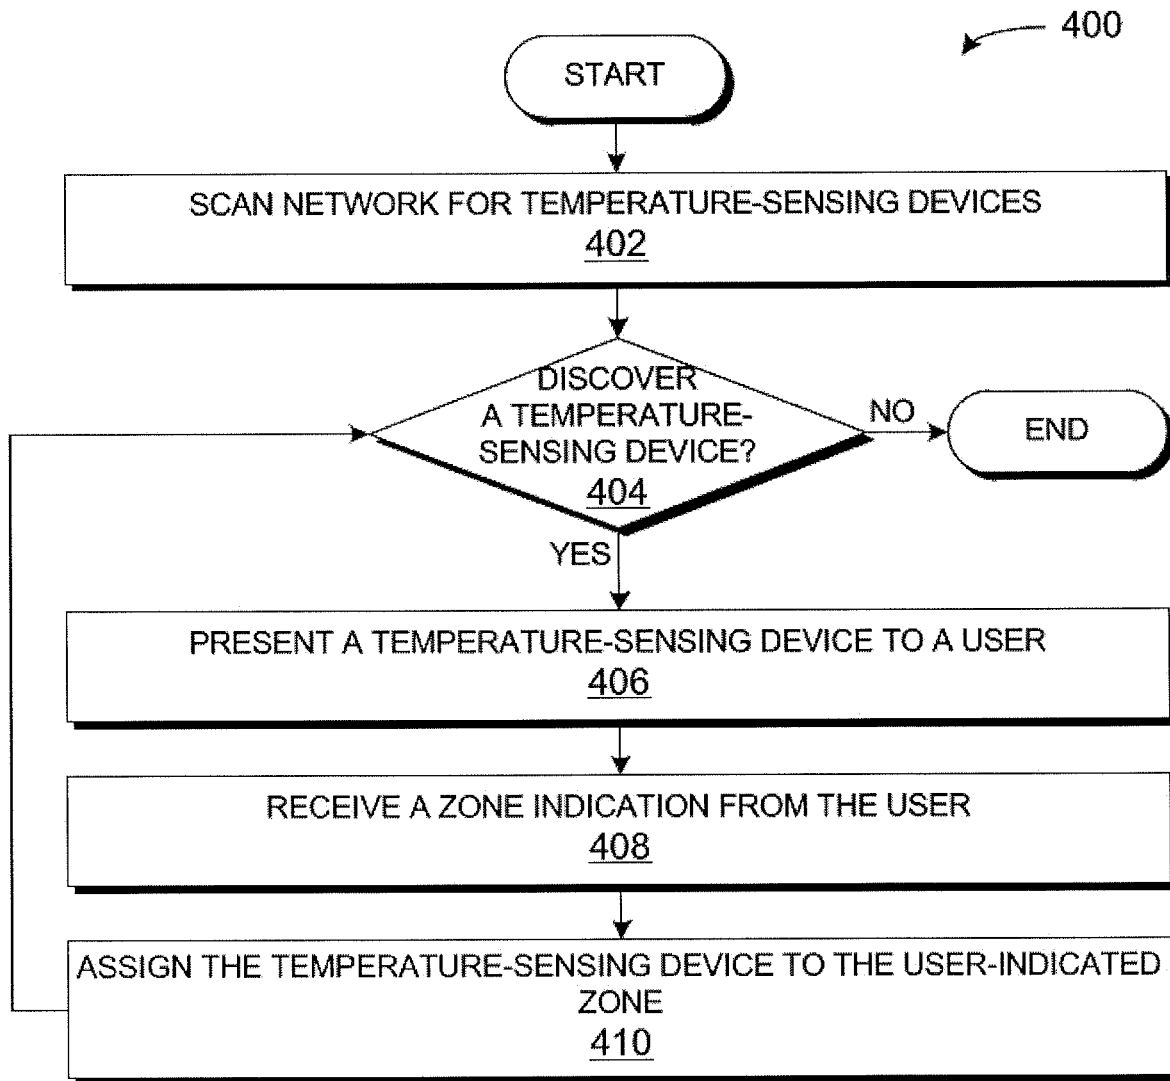 400
START
SCAN NETWORK FOR TEMPERATURE-SENSING DEVICES
402
DISCOVER
A TEMPERATURE-
SENSING DEVICE?
404
NO
END
YES
PRESENT A TEMPERATURE-SENSING DEVICE TO A USER
406
RECEIVE A ZONE INDICATION FROM THE USER
408
ASSIGN THE TEMPERATURE-SENSING DEVICE TO THE USER-INDICATED
ZONE
410